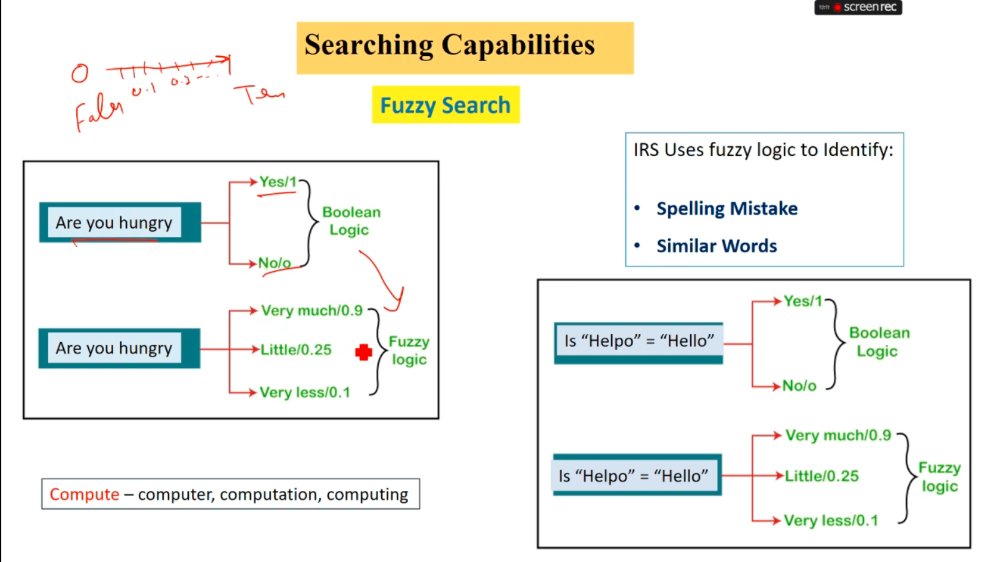 12:11 screenrec
Searching Capabilities
0
0.1 0.2 --..
Fuzzy Search
IRS Uses fuzzy logic to Identify:
• Spelling Mistake
• Similar Words
Are you hungry
Yes/1
No/o
Boolean
Logic
Are you hungry
Very much/0.9
Little/0.25
Very less/0.1
Fuzzy
logic
Compute – computer, computation, computing
Is “Helpo” = “Hello”
Yes/1
No/o
Boolean
Logic
Is “Helpo” = “Hello”
Very much/0.9
Little/0.25
Very less/0.1
Fuzzy
logic